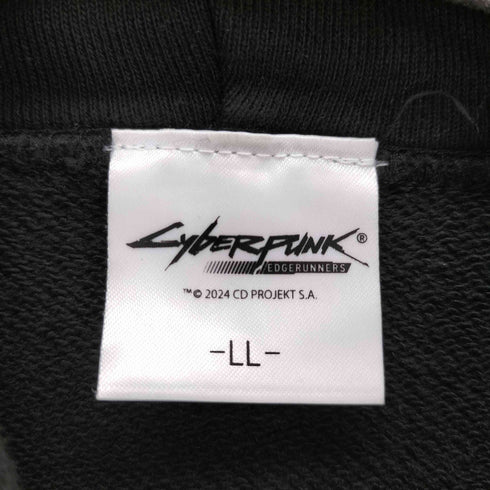 Cyberpunk®
EDGERUNNERS
™© 2024 CD PROJEKT S.A.
-LL-